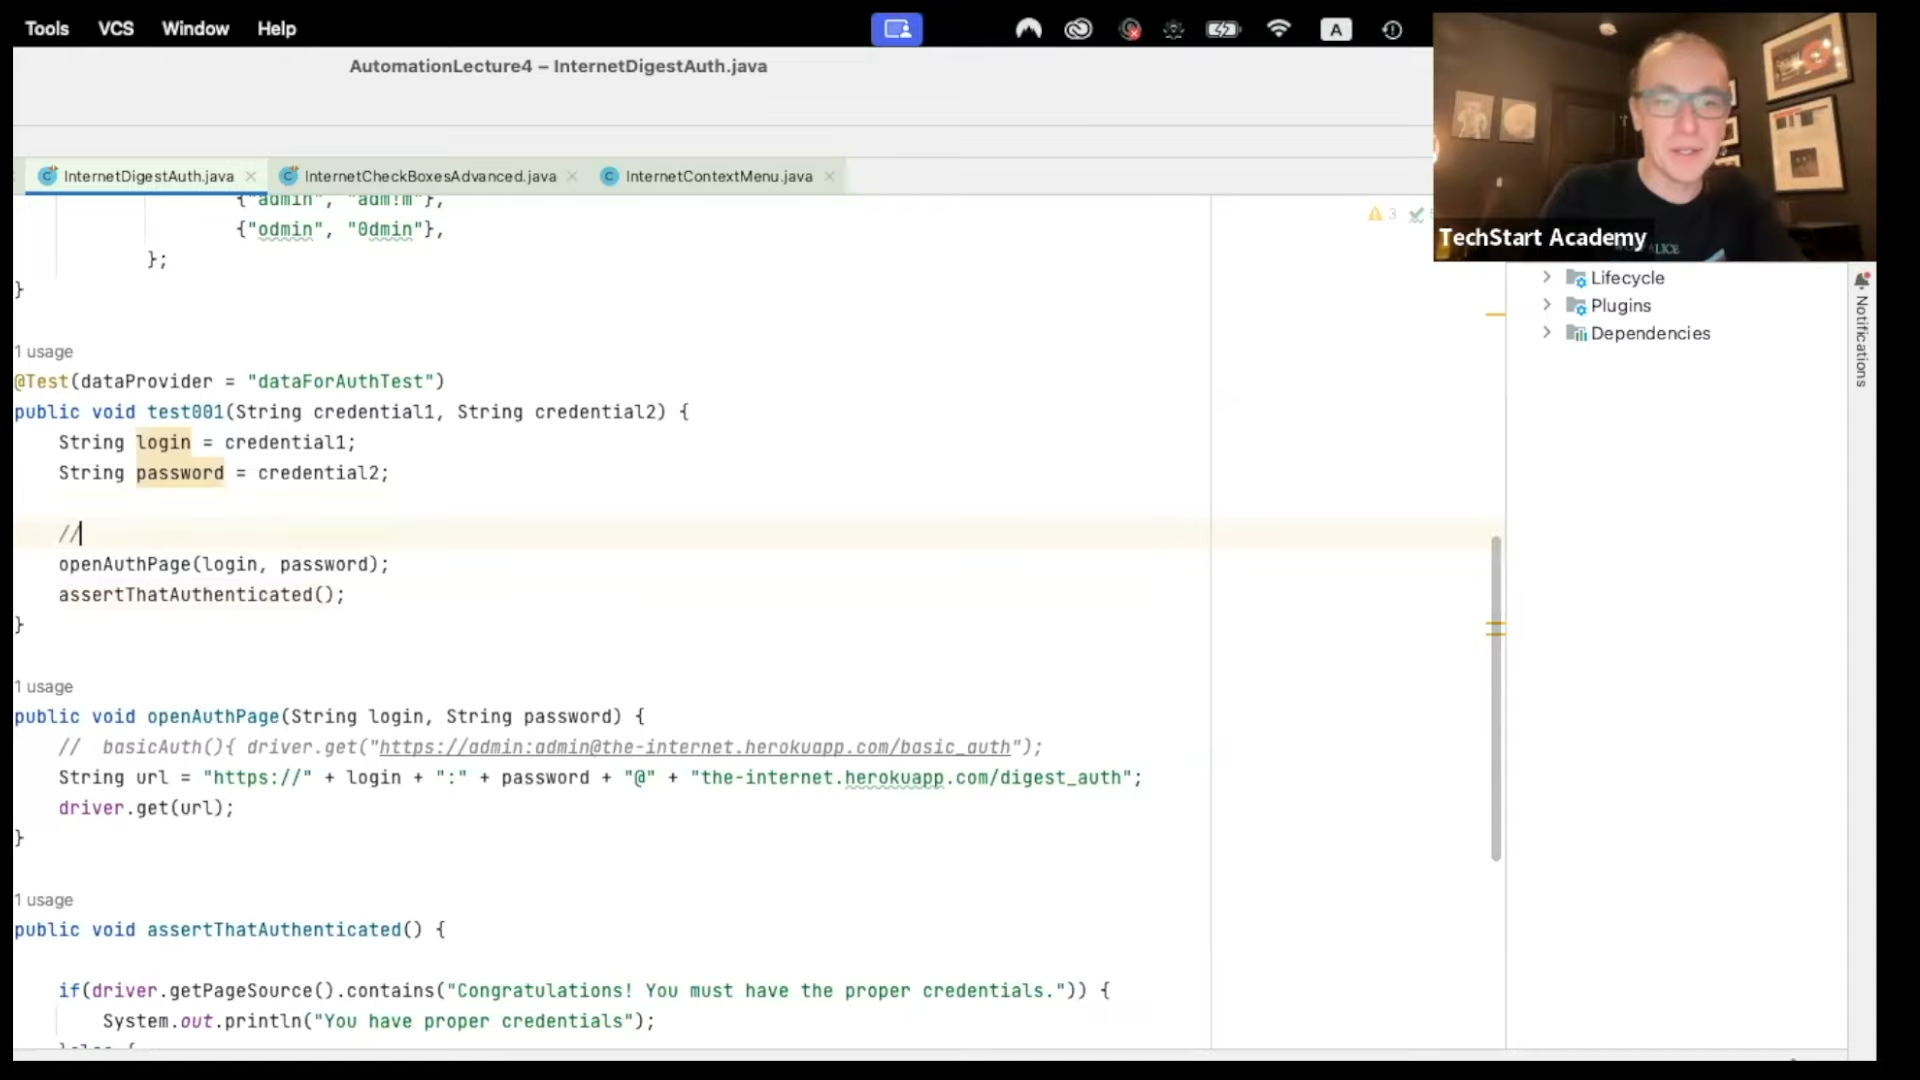 Tools VCS Window Help
A
AutomationLecture4 – InternetDigestAuth.java
InternetDigestAuth.java InternetCheckBoxesAdvanced.java InternetContextMenu.java
{"admin", "adm!m"},
{"odmin", "0dmin"},
};
}
1 usage
@Test(dataProvider = "dataForAuthTest")
public void test001(String credential1, String credential2) {
String login = credential1;
String password = credential2;
//
openAuthPage(login, password);
assertThatAuthenticated();
}
1 usage
public void openAuthPage(String login, String password) {
// basicAuth(){ driver.get("https://admin:admin@the-internet.herokuapp.com/basic_auth");
String url = "https://" + login + ":" + password + "@" + "the-internet.herokuapp.com/digest_auth";
driver.get(url);
}
1 usage
public void assertThatAuthenticated() {
if(driver.getPageSource().contains("Congratulations! You must have the proper credentials.")) {
System.out.println("You have proper credentials");
}else {
3
TechStart Academy
Lifecycle
Plugins
Dependencies
Notifications